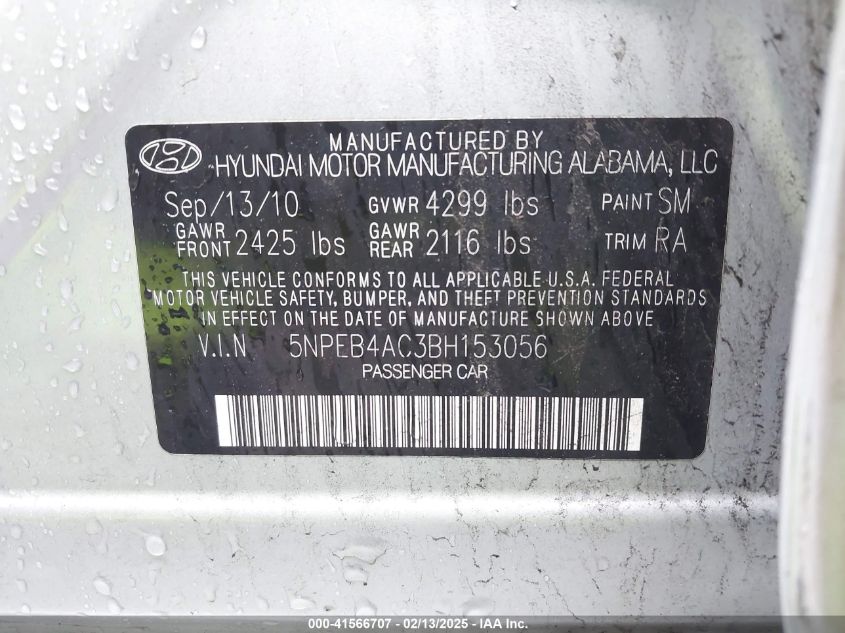 MANUFACTURED BY
HYUNDAI MOTOR MANUFACTURING ALABAMA, LLC
Sep/13/10 GVWR 4299 lbs PAINT SM
GAWR FRONT 2425 lbs GAWR REAR 2116 lbs TRIM RA
THIS VEHICLE CONFORMS TO ALL APPLICABLE U.S.A. FEDERAL
MOTOR VEHICLE SAFETY, BUMPER, AND THEFT PREVENTION STANDARDS
IN EFFECT ON THE DATE OF MANUFACTURE SHOWN ABOVE.
V.I.N 5NPEB4AC3BH153056
PASSENGER CAR
000-41566707 - 02/13/2025 - IAA Inc.